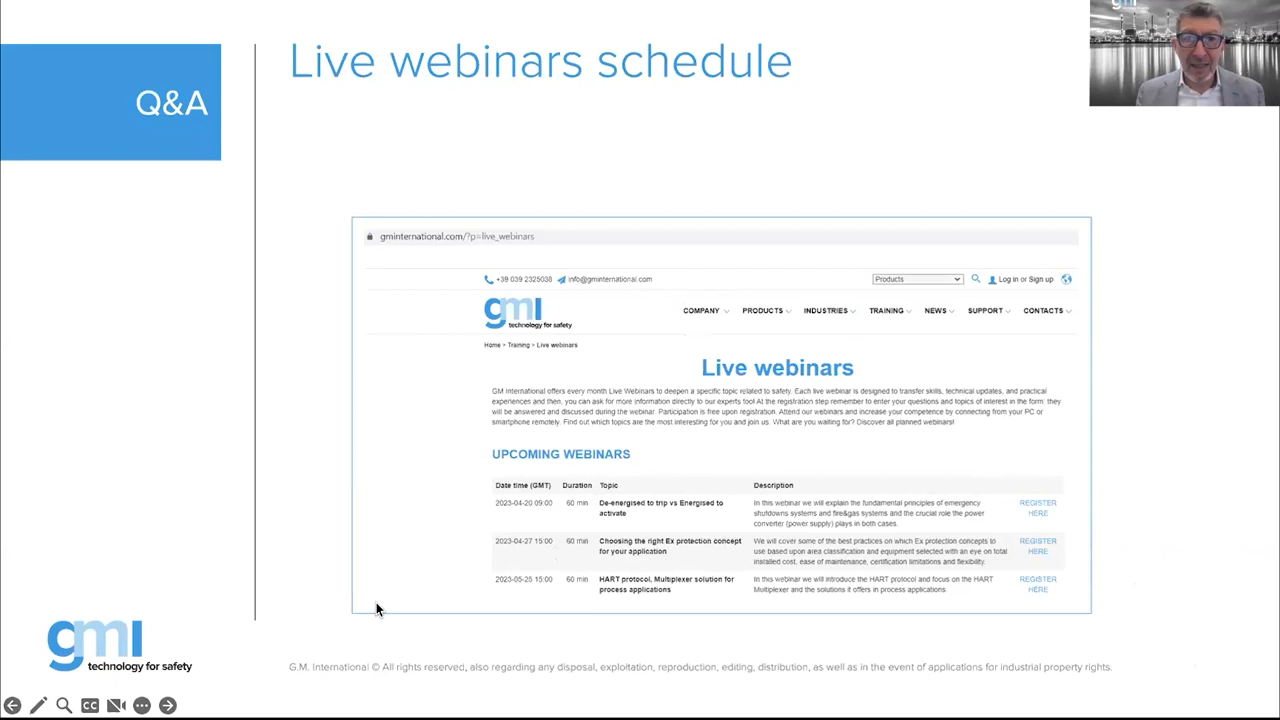 Live webinars schedule
gmi
Q&A
gminternational.com/?p=live_webinars
+39 039 2325038 info@gminternational.com Products Log in or Sign up
gmi
technology for safety
COMPANY PRODUCTS INDUSTRIES TRAINING NEWS SUPPORT CONTACTS
Home > Training > Live webinars
Live webinars
GM International offers every month Live Webinars to deepen a specific topic related to safety. Each live webinar is designed to transfer skills, technical updates, and practical
experiences and then, you can ask for more information directly to our experts too! At the registration step remember to enter your questions and topics of interest in the form: they
will be answered and discussed during the webinar. Participation is free upon registration. Attend our webinars and increase your competence by connecting from your PC or
smartphone remotely. Find out which topics are the most interesting for you and join us. What are you waiting for? Discover all planned webinars!
UPCOMING WEBINARS
Date time (GMT) Duration Topic Description
2023-04-20 09:00 60 min De-energised to trip vs Energised to In this webinar we will explain the fundamental principles of emergency REGISTER
activate shutdowns systems and fire&gas systems and the crucial role the power HERE
converter (power supply) plays in both cases.
2023-04-27 15:00 60 min Choosing the right Ex protection concept We will cover some of the best practices on which Ex protection concepts to REGISTER
for your application use based upon area classification and equipment selected with an eye on total HERE
installed cost, ease of maintenance, certification limitations and flexibility.
2023-05-25 15:00 60 min HART protocol, Multiplexer solution for In this webinar we will introduce the HART protocol and focus on the HART REGISTER
process applications Multiplexer and the solutions it offers in process applications HERE
gmi
technology for safety
G.M. International © All rights reserved, also regarding any disposal, exploitation, reproduction, editing, distribution, as well as in the event of applications for industrial property rights.
CC